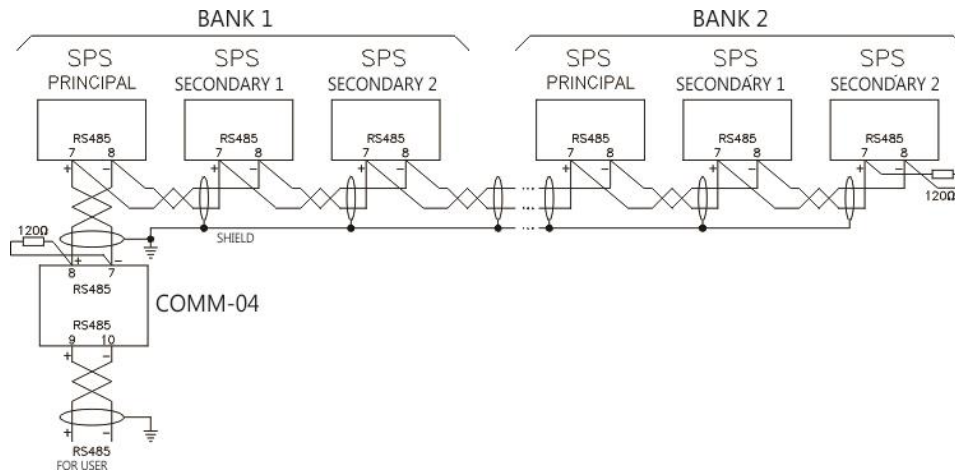 BANK 1
BANK 2
SPS
PRINCIPAL
SPS
SECONDARY 1
SPS
SECONDARY 2
SPS
PRINCIPAL
SPS
SECONDARY 1
SPS
SECONDARY 2
RS485
7 8
+ −
RS485
7 8
+ −
RS485
7 8
+ −
RS485
7 8
+ −
RS485
7 8
+ −
RS485
7 8
+ −
120Ω
...
...
SHIELD
120Ω
+ −
8 7
RS485
COMM-04
RS485
9 10
+ −
+ −
RS485
FOR USER